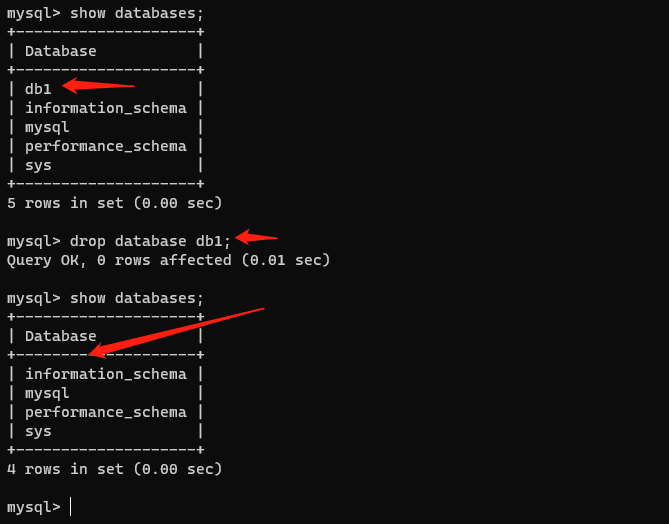 mysql> show databases;
+--------------------+
| Database           |
+--------------------+
| db1                |
| information_schema |
| mysql              |
| performance_schema |
| sys                |
+--------------------+
5 rows in set (0.00 sec)
mysql> drop database db1;
Query OK, 0 rows affected (0.01 sec)
mysql> show databases;
+--------------------+
| Database           |
+--------------------+
| information_schema |
| mysql              |
| performance_schema |
| sys                |
+--------------------+
4 rows in set (0.00 sec)
mysql>